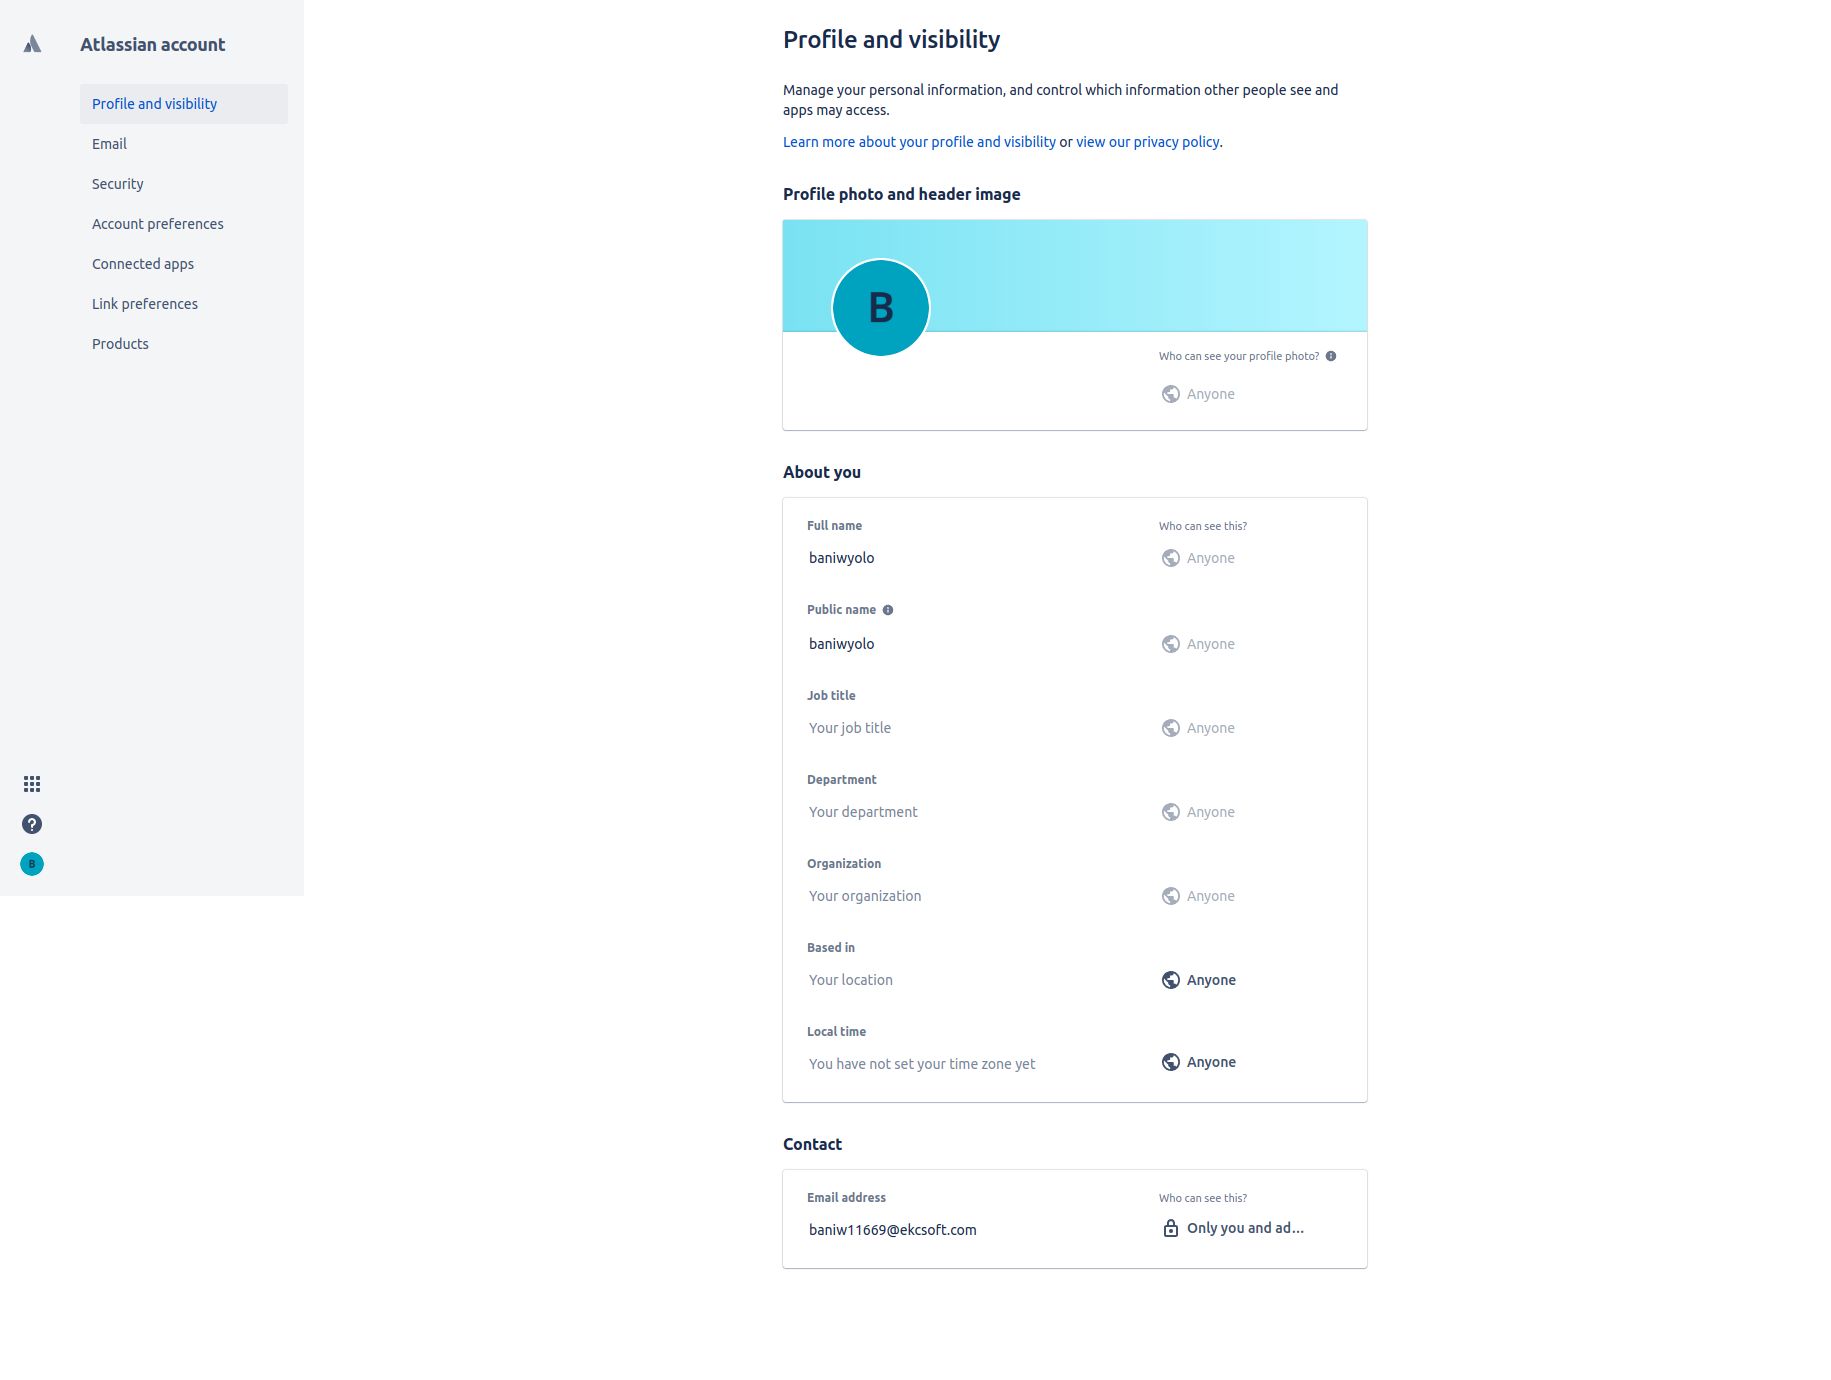 Atlassian account
Profile and visibility
Email
Security
Account preferences
Connected apps
Link preferences
Products
B
Profile and visibility
Manage your personal information, and control which information other people see and
apps may access.
Learn more about your profile and visibility or view our privacy policy.
Profile photo and header image
B
Who can see your profile photo?
Anyone
About you
Full name
Who can see this?
baniwyolo
Anyone
Public name
baniwyolo
Anyone
Job title
Your job title
Anyone
Department
Your department
Anyone
Organization
Your organization
Anyone
Based in
Your location
Anyone
Local time
You have not set your time zone yet
Anyone
Contact
Email address
Who can see this?
baniw11669@ekcsoft.com
Only you and ad...